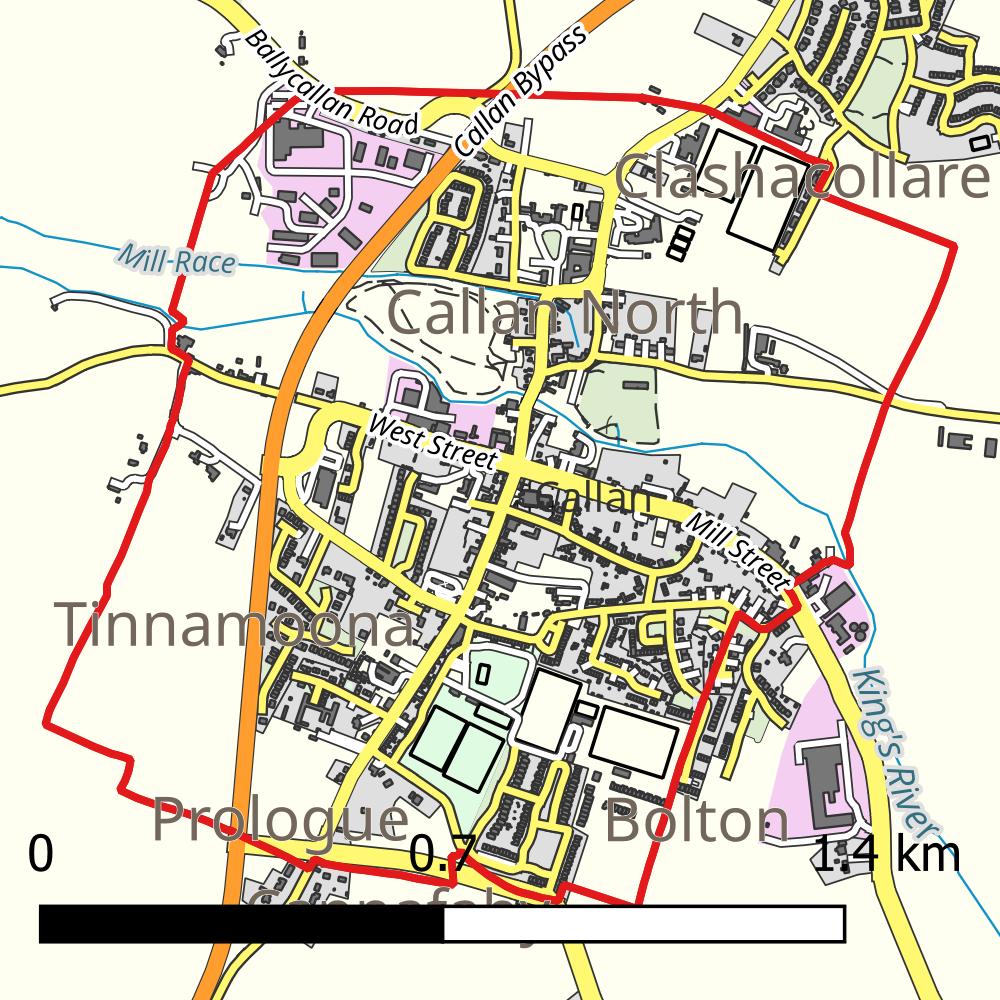 Ballycallan Road
Callan Bypass
Clashacollare
Mill Race
Callan North
West Street
Callan
Mill Street
Tinnamoona
King's River
Prologue
Bolton
0
0.7
1.4 km